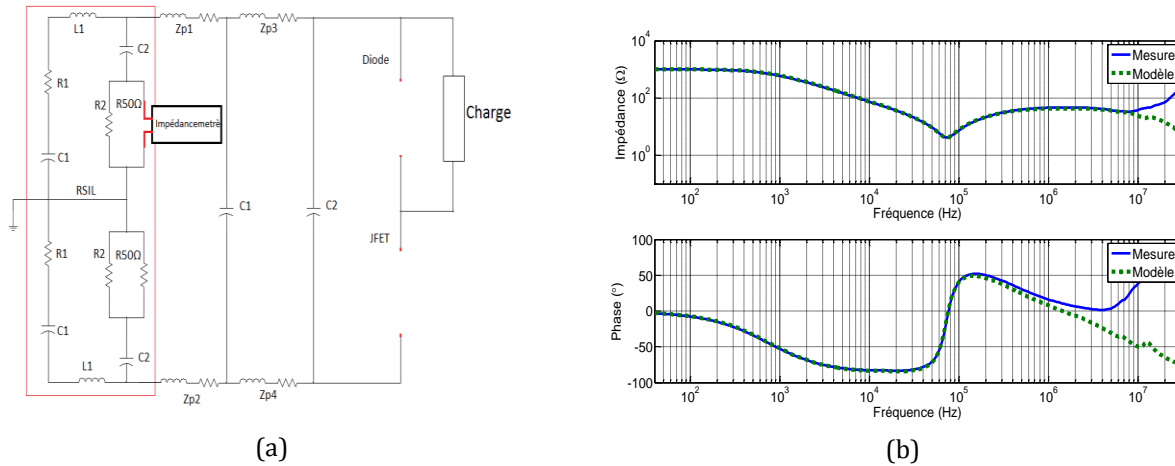 L1
Zp1
Zp3
C2
R1
R2
R50Ω
Impédancemetrè
Diode
Charge
C1
RSIL
C1
C2
R1
R2
R50Ω
JFET
C1
C2
L1
Zp2
Zp4
(a)
Impédance (Ω)
10^4
10^2
10^0
Mesure
Modèle
10^2
10^3
10^4
10^5
10^6
10^7
Fréquence (Hz)
Phase (°)
100
50
0
-50
-100
Mesure
Modèle
10^2
10^3
10^4
10^5
10^6
10^7
Fréquence (Hz)
(b)